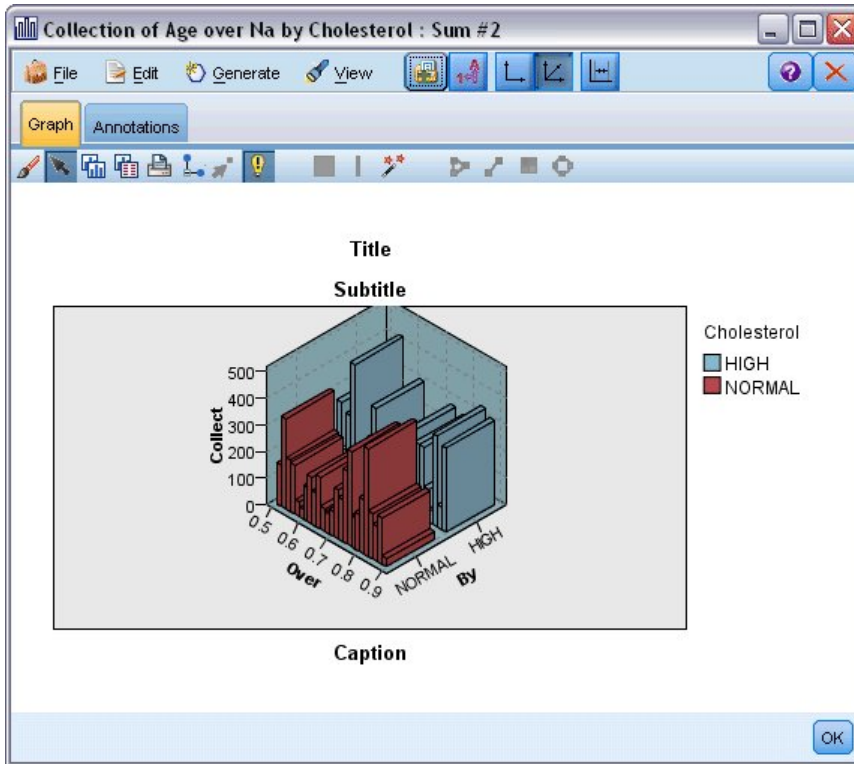 Collection of Age over Na by Cholesterol : Sum #2
File Edit Generate View
Graph Annotations
Title
Subtitle
Cholesterol
HIGH
NORMAL
Collect
500
400
300
200
100
0
0.5 0.6 0.7 0.8 0.9
Over
NORMAL HIGH
By
Caption
OK